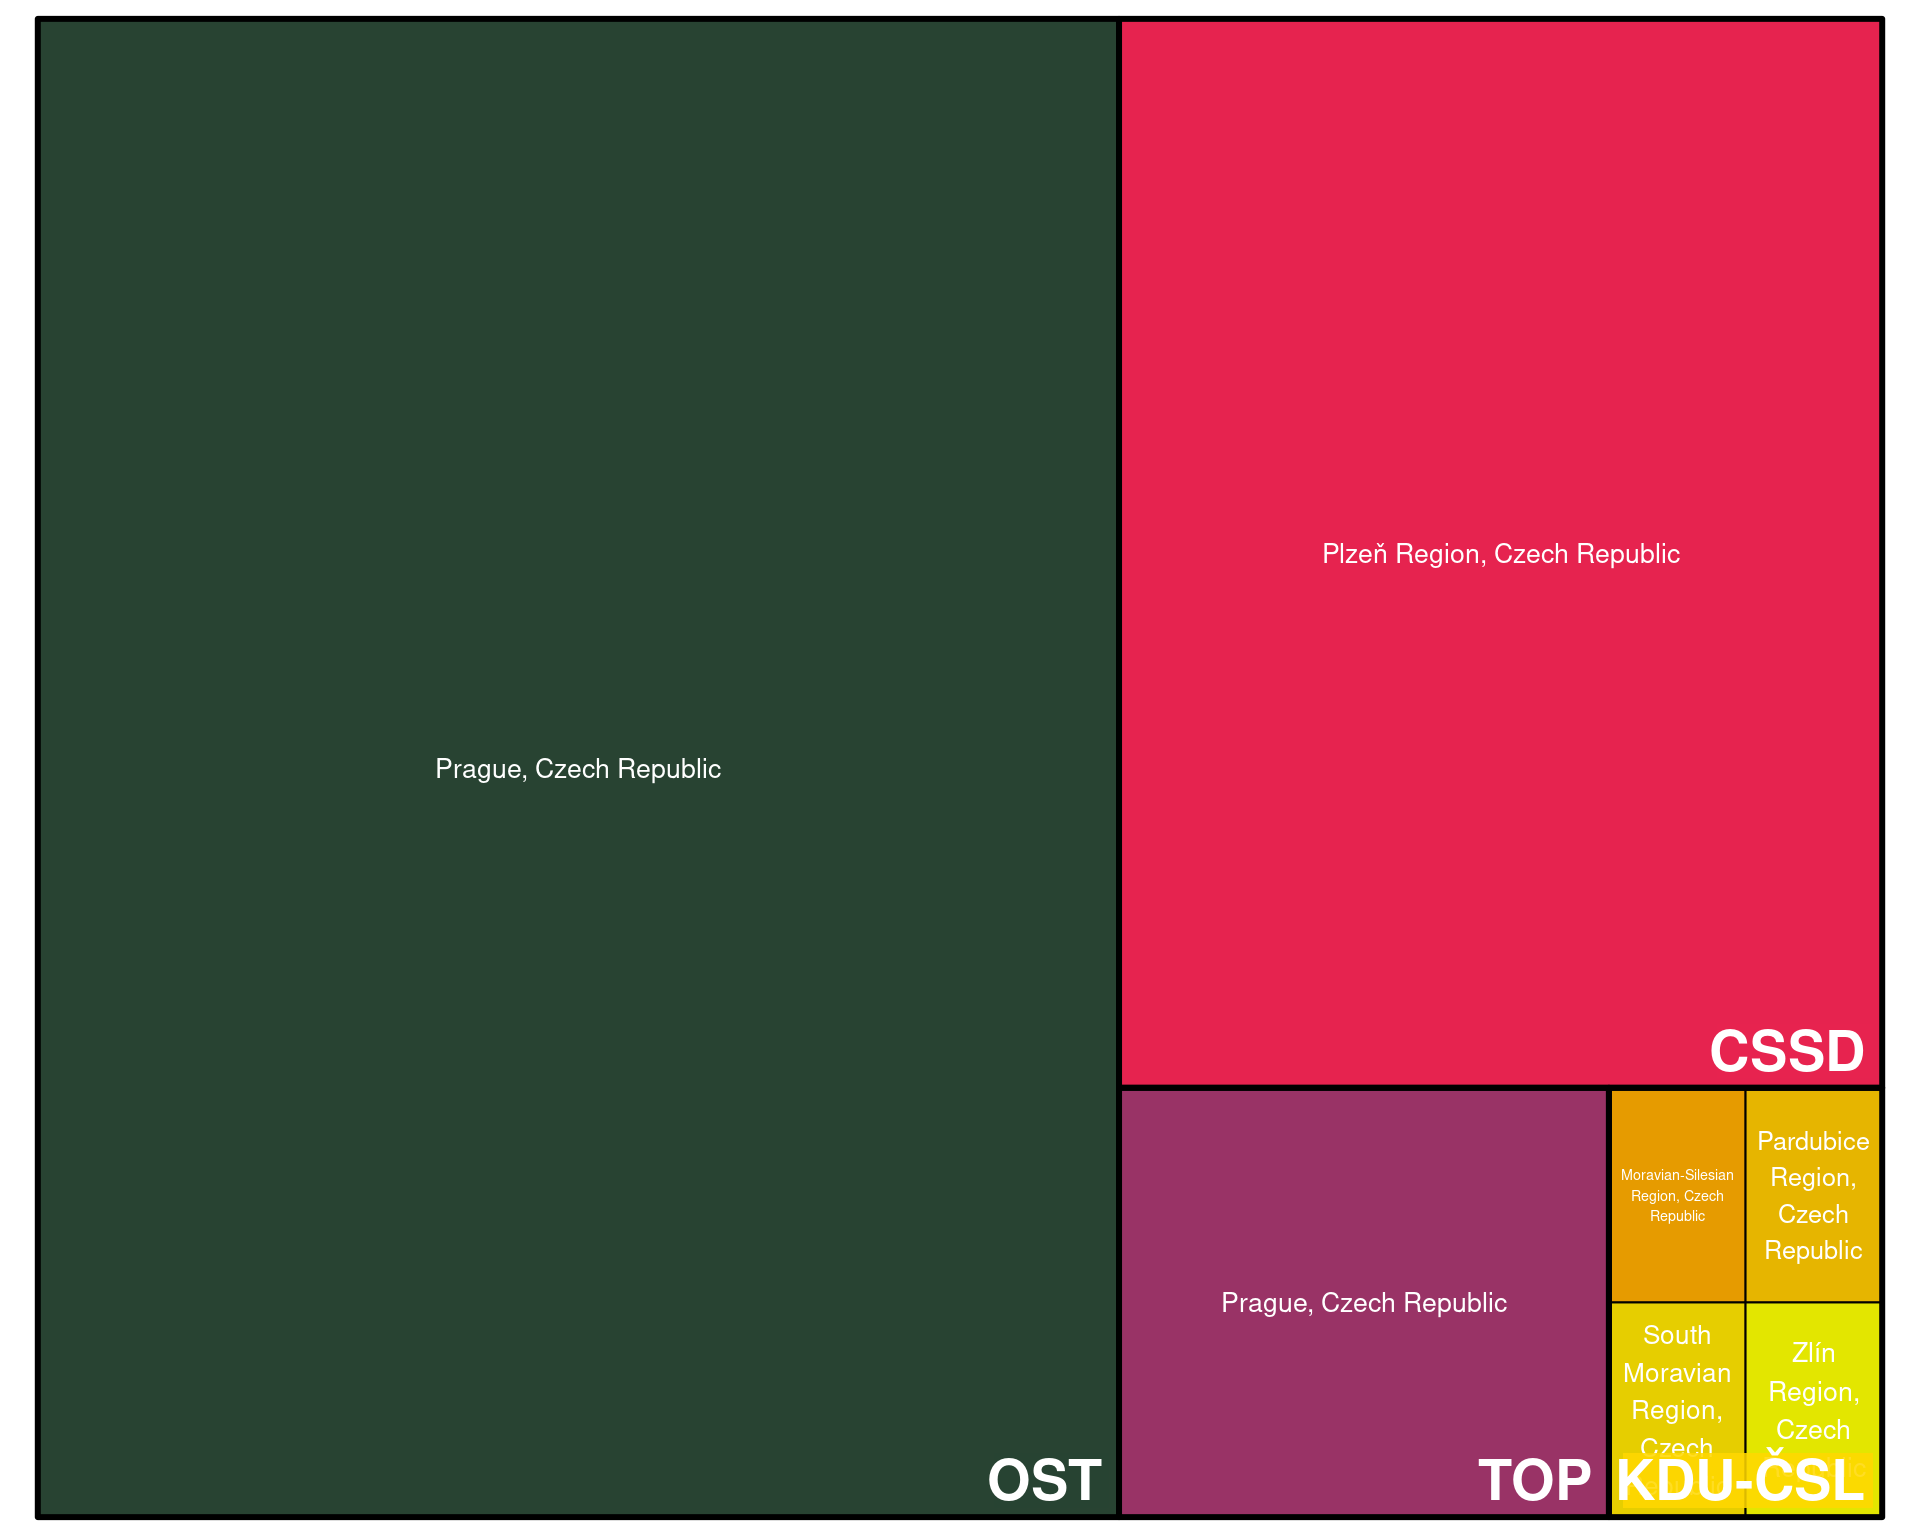 Prague, Czech Republic
OST
Plzeň Region, Czech Republic
CSSD
Prague, Czech Republic
TOP
Moravian-Silesian
Region, Czech
Republic
Pardubice
Region,
Czech
Republic
South
Moravian
Region,
Czech
Zlín
Region,
Czech
KDU-ČSL